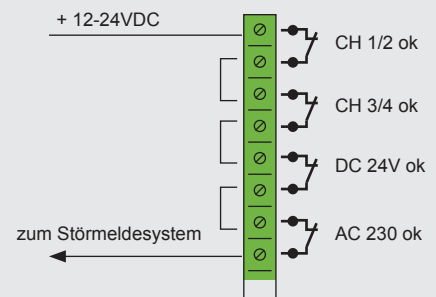 + 12-24VDC
CH 1/2 ok
CH 3/4 ok
DC 24V ok
zum Störmeldesystem
AC 230 ok